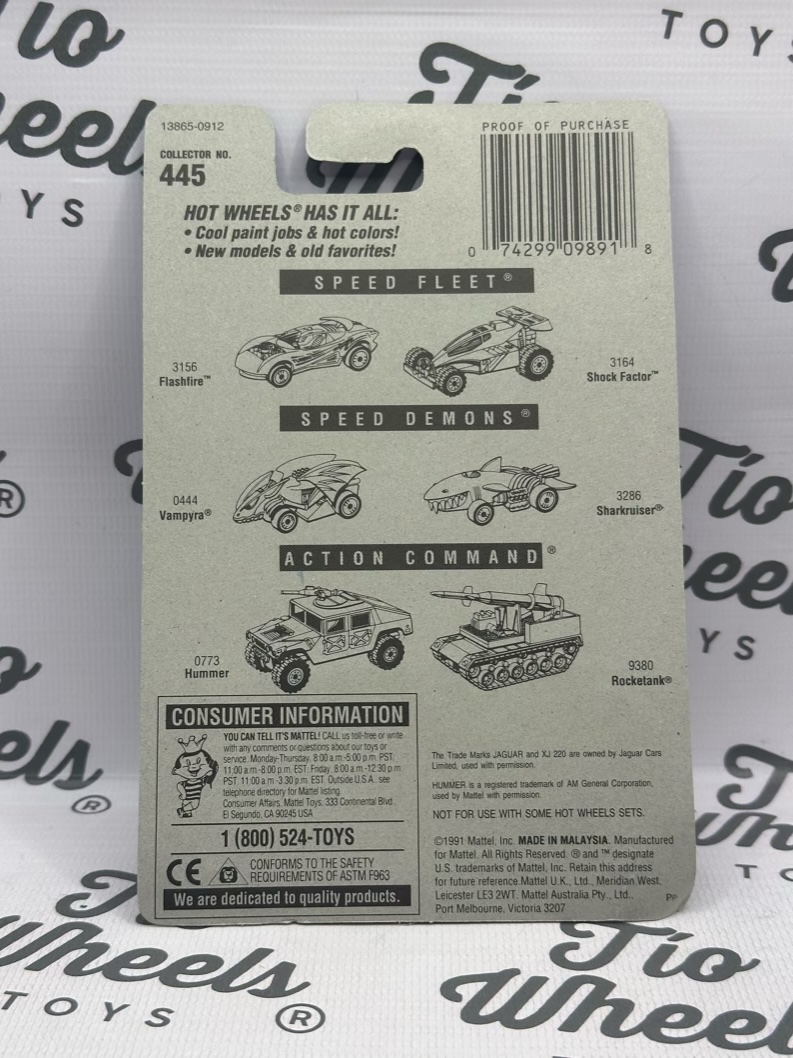 Tio
Wheels
TOYS
13865-0912
COLLECTOR NO.
445
PROOF OF PURCHASE
0 74299 09891 8
HOT WHEELS® HAS IT ALL:
• Cool paint jobs & hot colors!
• New models & old favorites!
SPEED FLEET®
3156
Flashfire™
3164
Shock Factor™
SPEED DEMONS®
0444
Vampyra®
3286
Sharkruiser®
ACTION COMMAND®
0773
Hummer
9380
Rocketank®
CONSUMER INFORMATION
YOU CAN TELL IT'S MATTEL! CALL us toll-free or write
with any comments or questions about our toys or
service. Monday-Thursday, 8:00 a.m.-5:00 p.m. PST;
11:00 a.m.-8:00 p.m. EST; Friday, 8:00 a.m.-12:30 p.m.
PST; 11:00 a.m.-3:30 p.m. EST. Outside U.S.A., see
telephone directory for Mattel listing.
Consumer Affairs, Mattel Toys, 333 Continental Blvd.,
El Segundo, CA 90245 USA
1 (800) 524-TOYS
CE
CONFORMS TO THE SAFETY
REQUIREMENTS OF ASTM F963
We are dedicated to quality products.
The Trade Marks JAGUAR and XJ 220 are owned by Jaguar Cars
Limited, used with permission.
HUMMER is a registered trademark of AM General Corporation,
used by Mattel with permission.
NOT FOR USE WITH SOME HOT WHEELS SETS.
©1991 Mattel, Inc. MADE IN MALAYSIA. Manufactured
for Mattel. All Rights Reserved. ® and ™ designate
U.S. trademarks of Mattel, Inc. Retain this address
for future reference.Mattel U.K., Ltd., Meridian West,
Leicester LE3 2WT. Mattel Australia Pty., Ltd.,
Port Melbourne, Victoria 3207
PP
Tio
Wheels
TOYS ®